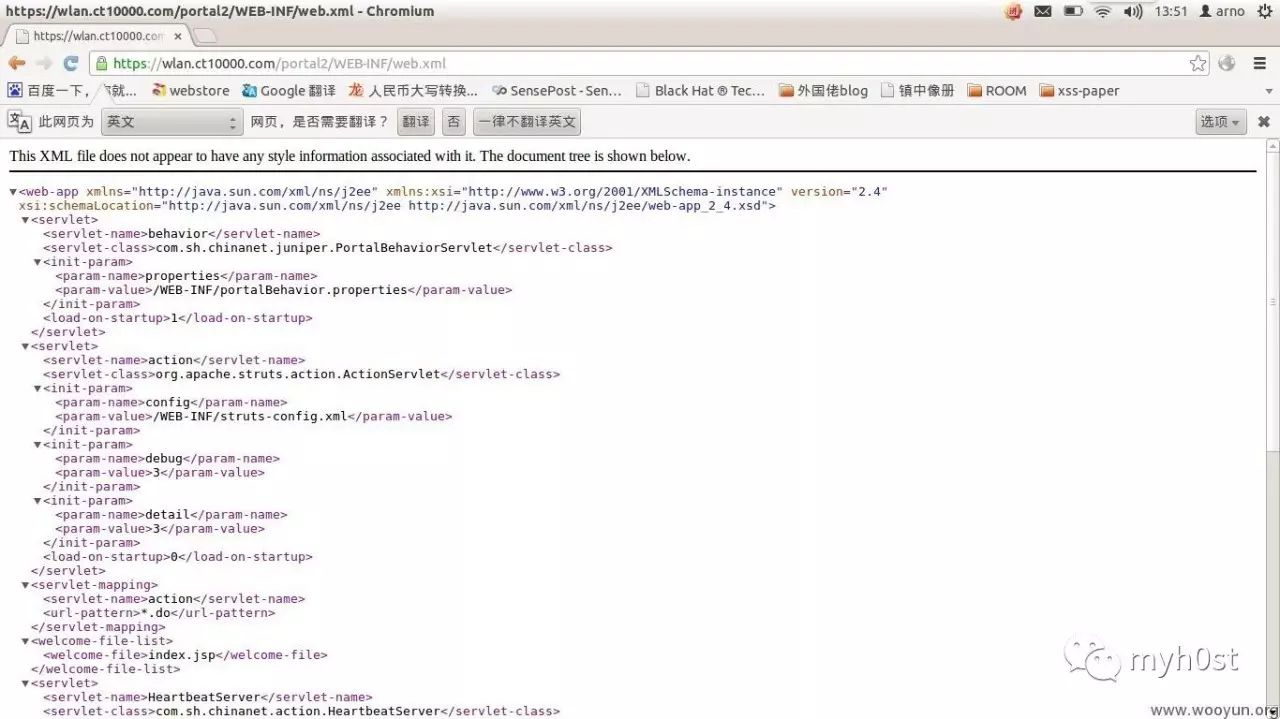 https://wlan.ct10000.com/portal2/WEB-INF/web.xml - Chromium
13:51 arno
https://wlan.ct10000.com
https://wlan.ct10000.com/portal2/WEB-INF/web.xml
百度一下，你就... webstore Google 翻译 人民币大写转换... SensePost - Sen... Black Hat ® Tec... 外国佬blog 镇中像册 ROOM xss-paper
此网页为 英文 网页，是否需要翻译？ 翻译 否 一律不翻译英文 选项
This XML file does not appear to have any style information associated with it. The document tree is shown below.
<web-app xmlns="http://java.sun.com/xml/ns/j2ee" xmlns:xsi="http://www.w3.org/2001/XMLSchema-instance" version="2.4"
xsi:schemaLocation="http://java.sun.com/xml/ns/j2ee http://java.sun.com/xml/ns/j2ee/web-app_2_4.xsd">
<servlet>
<servlet-name>behavior</servlet-name>
<servlet-class>com.sh.chinanet.juniper.PortalBehaviorServlet</servlet-class>
<init-param>
<param-name>properties</param-name>
<param-value>/WEB-INF/portalBehavior.properties</param-value>
</init-param>
<load-on-startup>1</load-on-startup>
</servlet>
<servlet>
<servlet-name>action</servlet-name>
<servlet-class>org.apache.struts.action.ActionServlet</servlet-class>
<init-param>
<param-name>config</param-name>
<param-value>/WEB-INF/struts-config.xml</param-value>
</init-param>
<init-param>
<param-name>debug</param-name>
<param-value>3</param-value>
</init-param>
<init-param>
<param-name>detail</param-name>
<param-value>3</param-value>
</init-param>
<load-on-startup>0</load-on-startup>
</servlet>
<servlet-mapping>
<servlet-name>action</servlet-name>
<url-pattern>*.do</url-pattern>
</servlet-mapping>
<welcome-file-list>
<welcome-file>index.jsp</welcome-file>
</welcome-file-list>
<servlet>
<servlet-name>HeartbeatServer</servlet-name>
<servlet-class>com.sh.chinanet.action.HeartbeatServer</servlet-class>
myh0st
www.wooyun.org